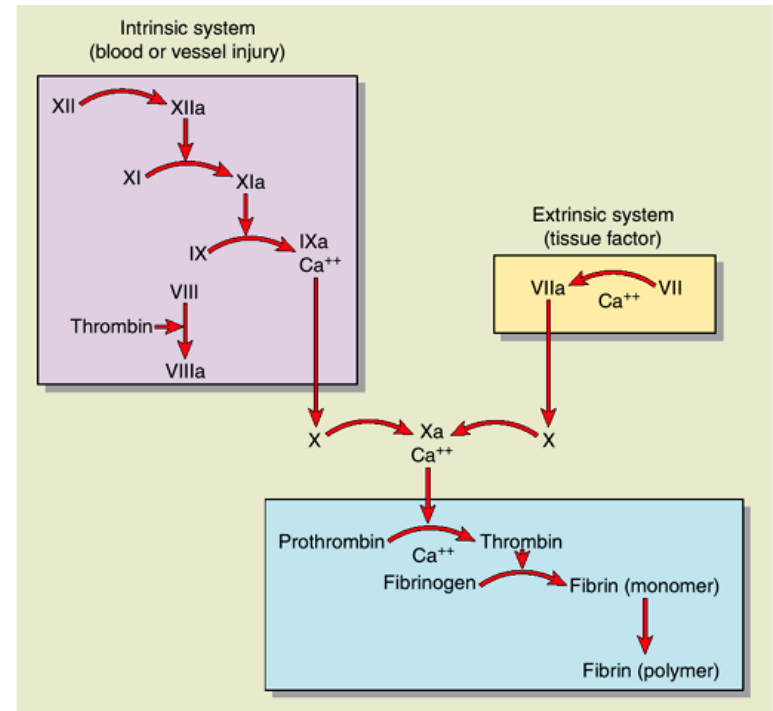 Intrinsic system
(blood or vessel injury)
XII
XIIa
XI
XIa
IX
IXa
Ca⁺⁺
VIII
Thrombin
VIIIa
Extrinsic system
(tissue factor)
VIIa
VII
Ca⁺⁺
X
Xa
X
Ca⁺⁺
Prothrombin
Thrombin
Ca⁺⁺
Fibrinogen
Fibrin (monomer)
Fibrin (polymer)